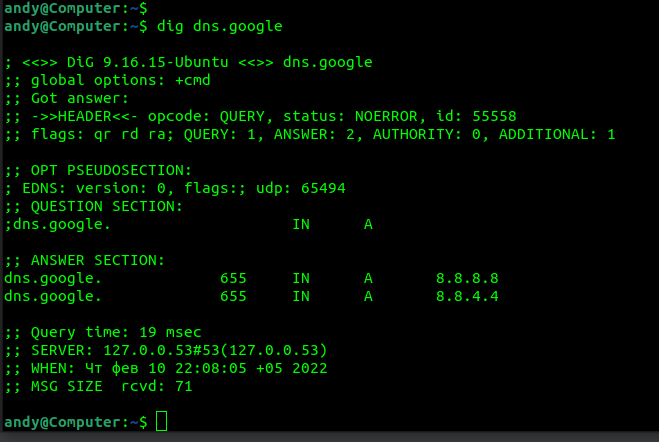 andy@Computer:~$
andy@Computer:~$ dig dns.google

; <<>> DiG 9.16.15-Ubuntu <<>> dns.google
;; global options: +cmd
;; Got answer:
;; ->>HEADER<<- opcode: QUERY, status: NOERROR, id: 55558
;; flags: qr rd ra; QUERY: 1, ANSWER: 2, AUTHORITY: 0, ADDITIONAL: 1

;; OPT PSEUDOSECTION:
; EDNS: version: 0, flags:; udp: 65494
;; QUESTION SECTION:
;dns.google.                    IN      A

;; ANSWER SECTION:
dns.google.             655     IN      A       8.8.8.8
dns.google.             655     IN      A       8.8.4.4

;; Query time: 19 msec
;; SERVER: 127.0.0.53#53(127.0.0.53)
;; WHEN: Чт фев 10 22:08:05 +05 2022
;; MSG SIZE  rcvd: 71

andy@Computer:~$